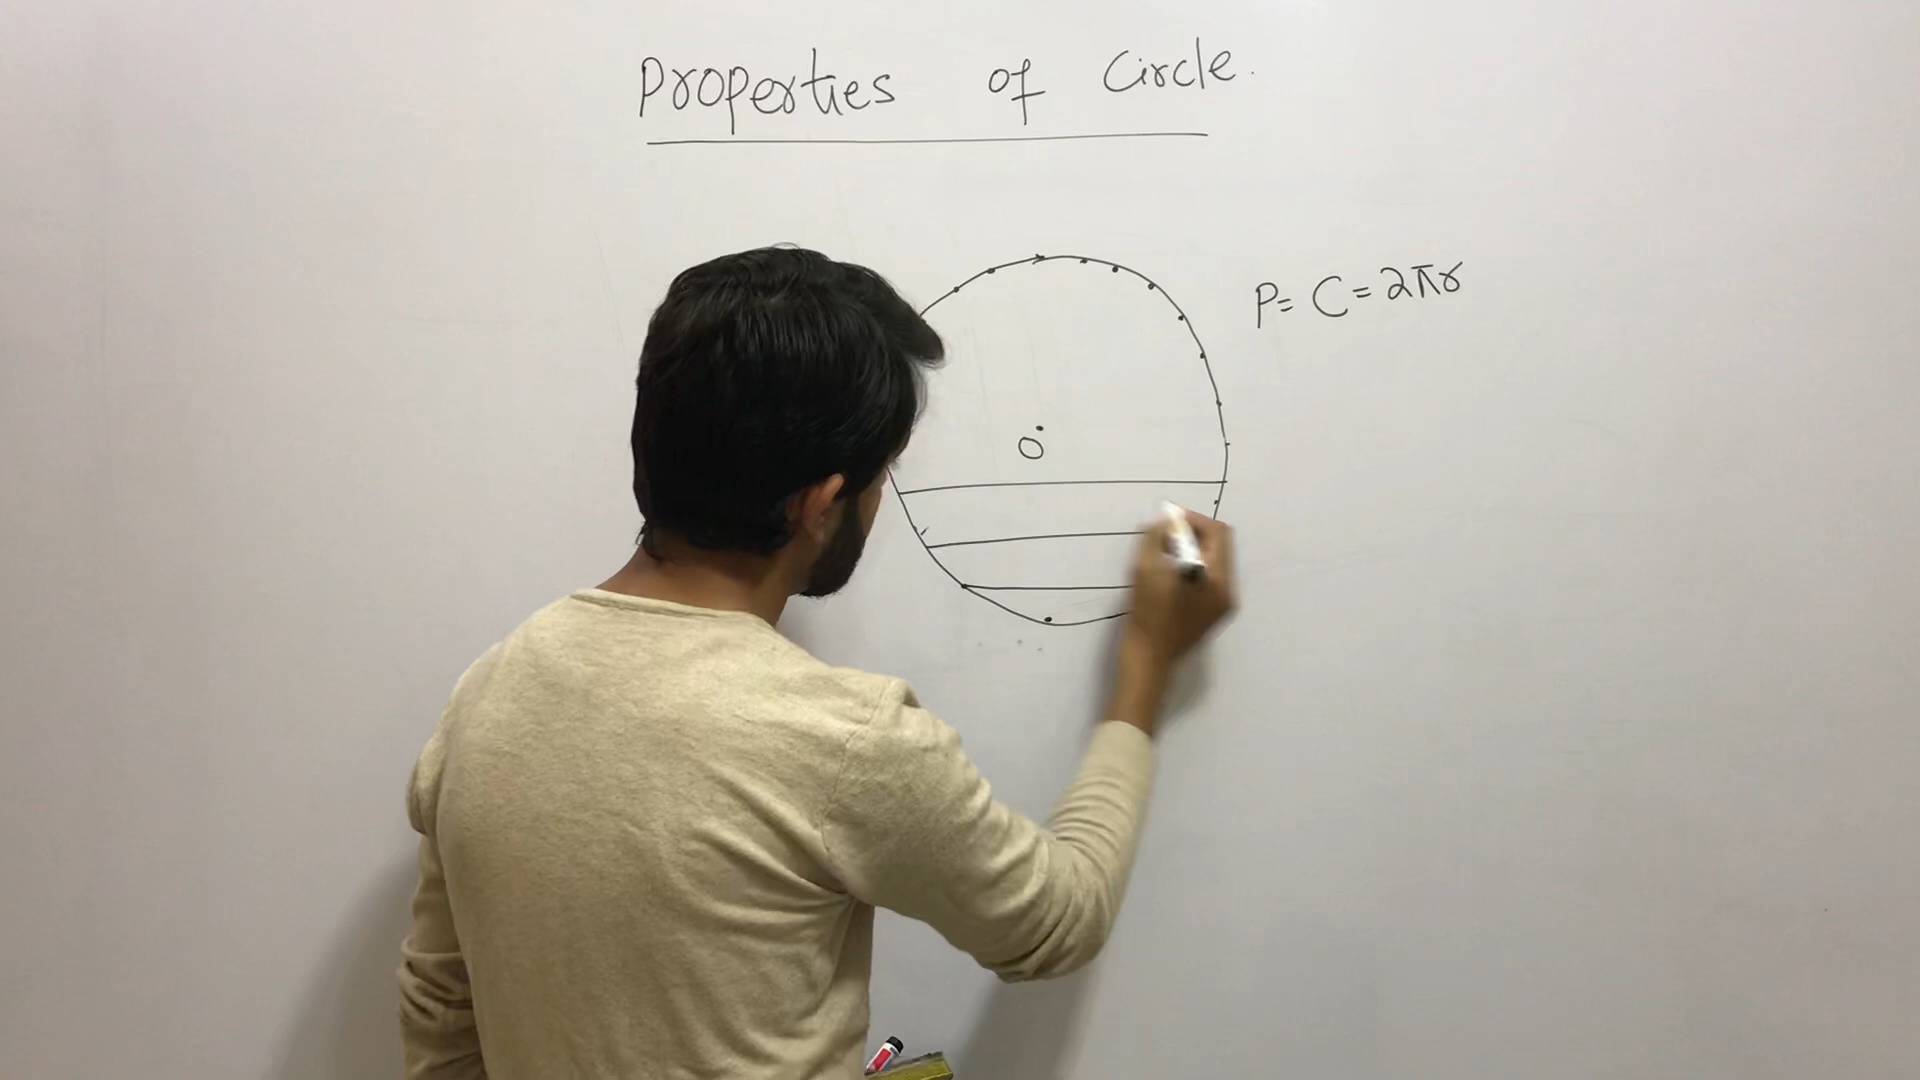 Properties of Circle.
P= C = 2πr
O